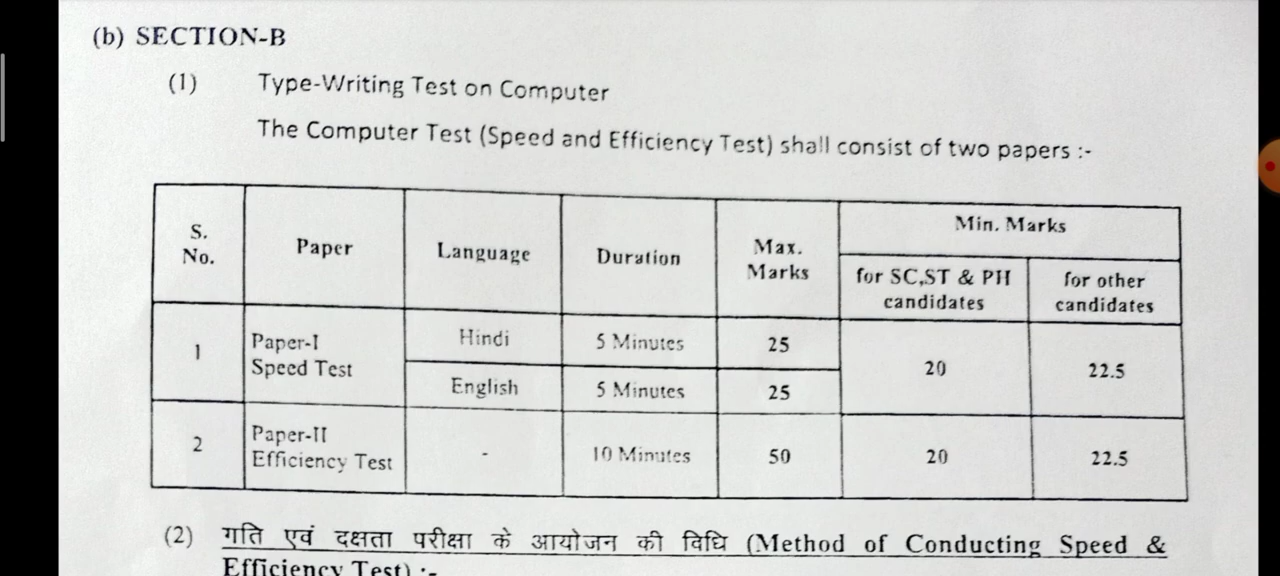 (b) SECTION-B
(1) Type-Writing Test on Computer
The Computer Test (Speed and Efficiency Test) shall consist of two papers :-
S. No. Paper Language Duration Max. Marks Min. Marks
for SC,ST & PH candidates for other candidates
1 Paper-I Speed Test Hindi 5 Minutes 25 20 22.5
English 5 Minutes 25
2 Paper-II Efficiency Test - 10 Minutes 50 20 22.5
(2) गति एवं दक्षता परीक्षा के आयोजन की विधि (Method of Conducting Speed &
Efficiency Test) :-